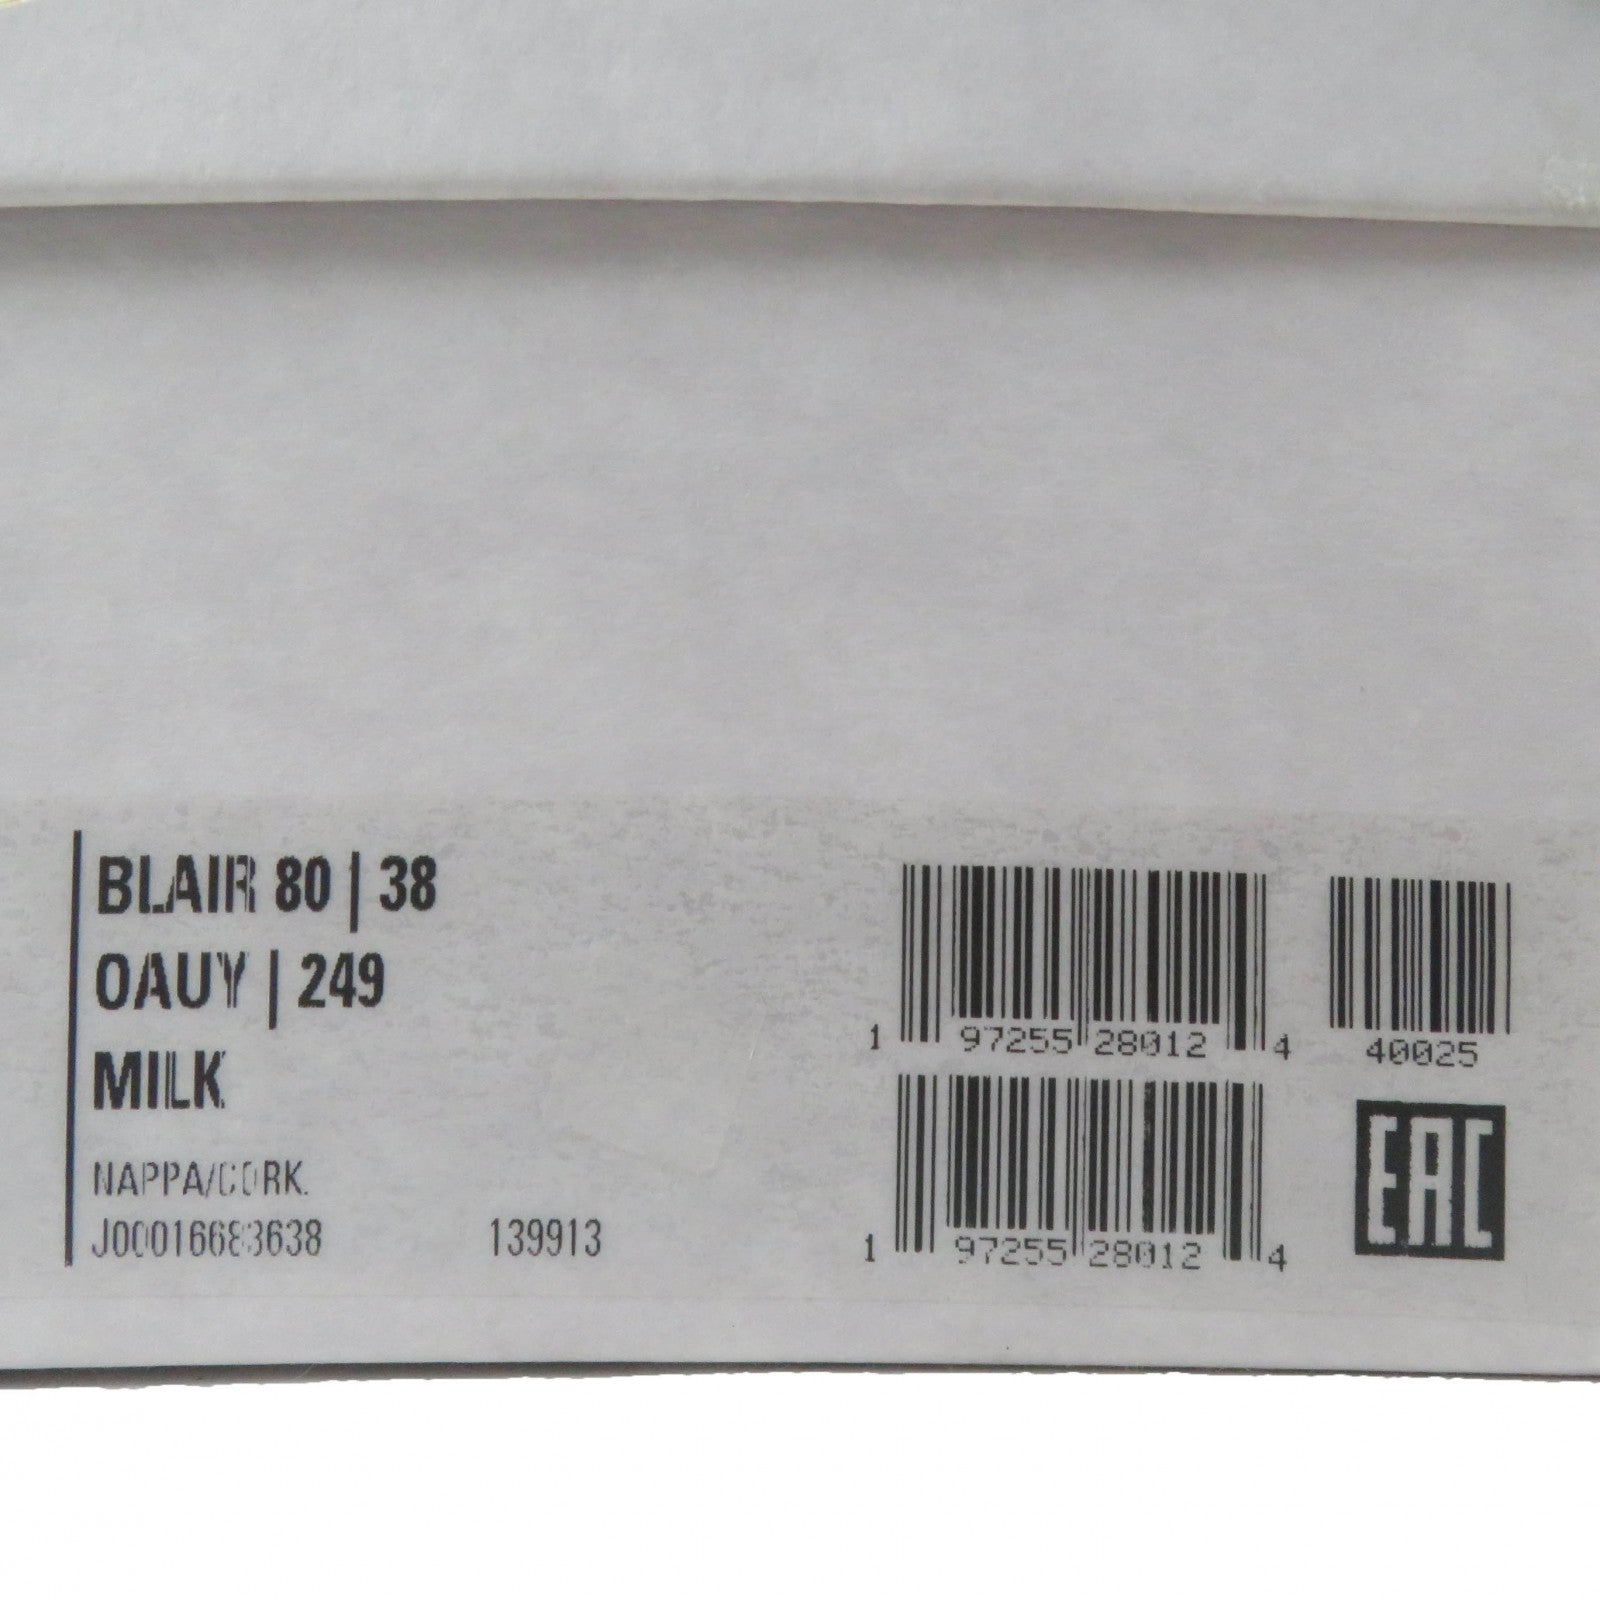 BLAIR 80 | 38
OAUY | 249
MILK
NAPPA/CORK.
J00016683638 139913
1 97255 28012 4
40025
1 97255 28012 4
EAC